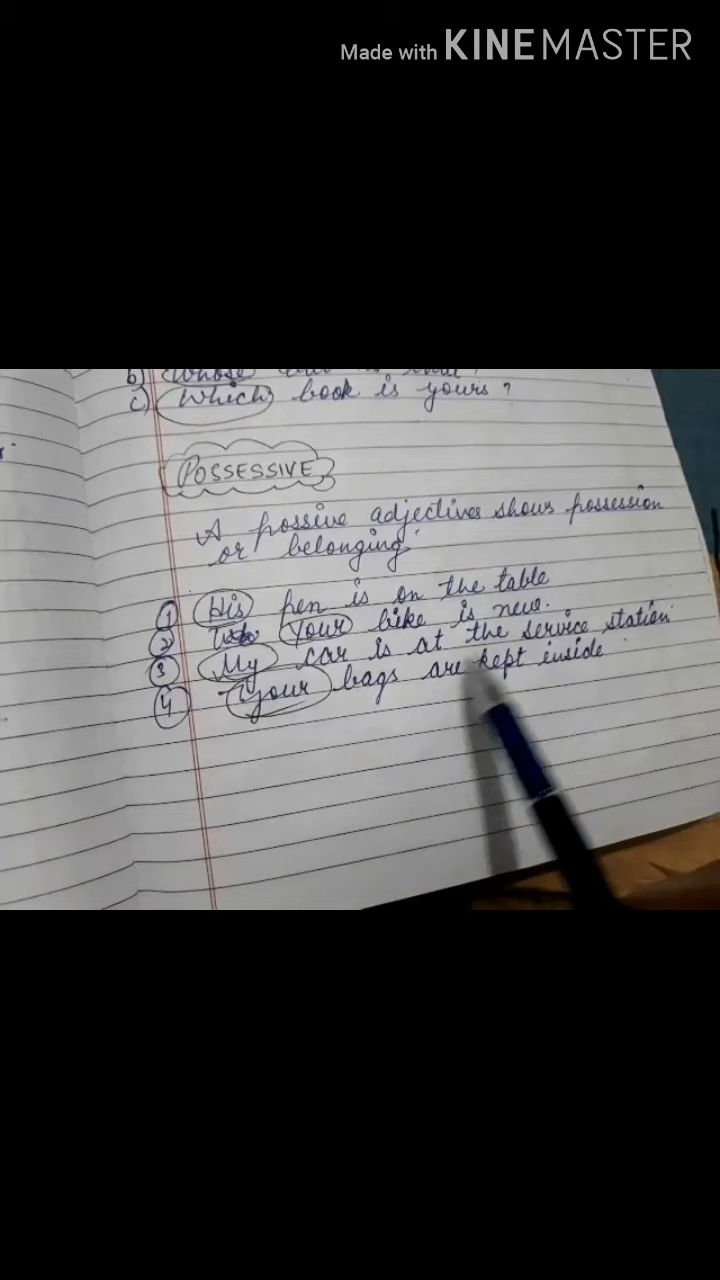 Made with KINEMASTER
b) Whose
c) Which book is yours ?
POSSESSIVE
A possive adjectives shows possession
or belonging
1 His pen is on the table
2 Your bike is new.
3 My car is at the service station
4 Your bags are kept inside